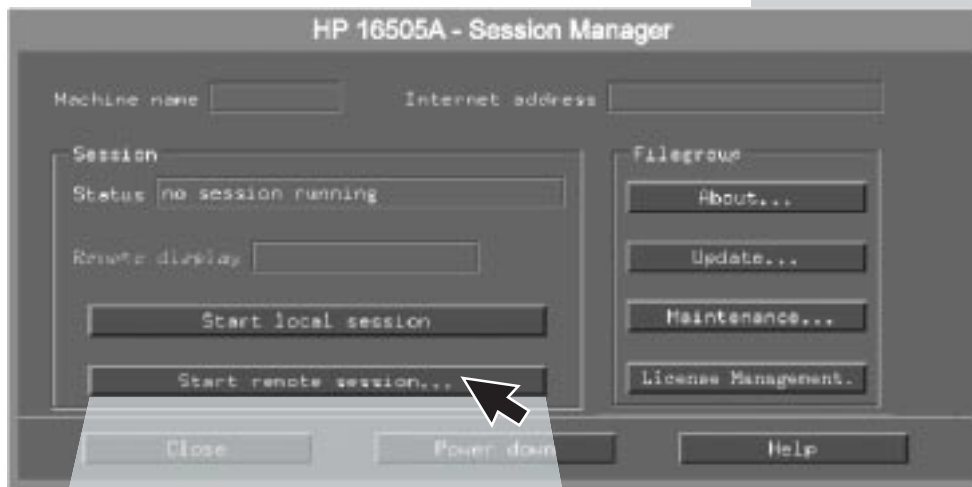 HP 16505A - Session Manager
Machine name
Internet address
Session
Status no session running
Remote display
Start local session
Start remote session...
Filegroup
About...
Update...
Maintenance...
License Management.
Close
Power down
Help